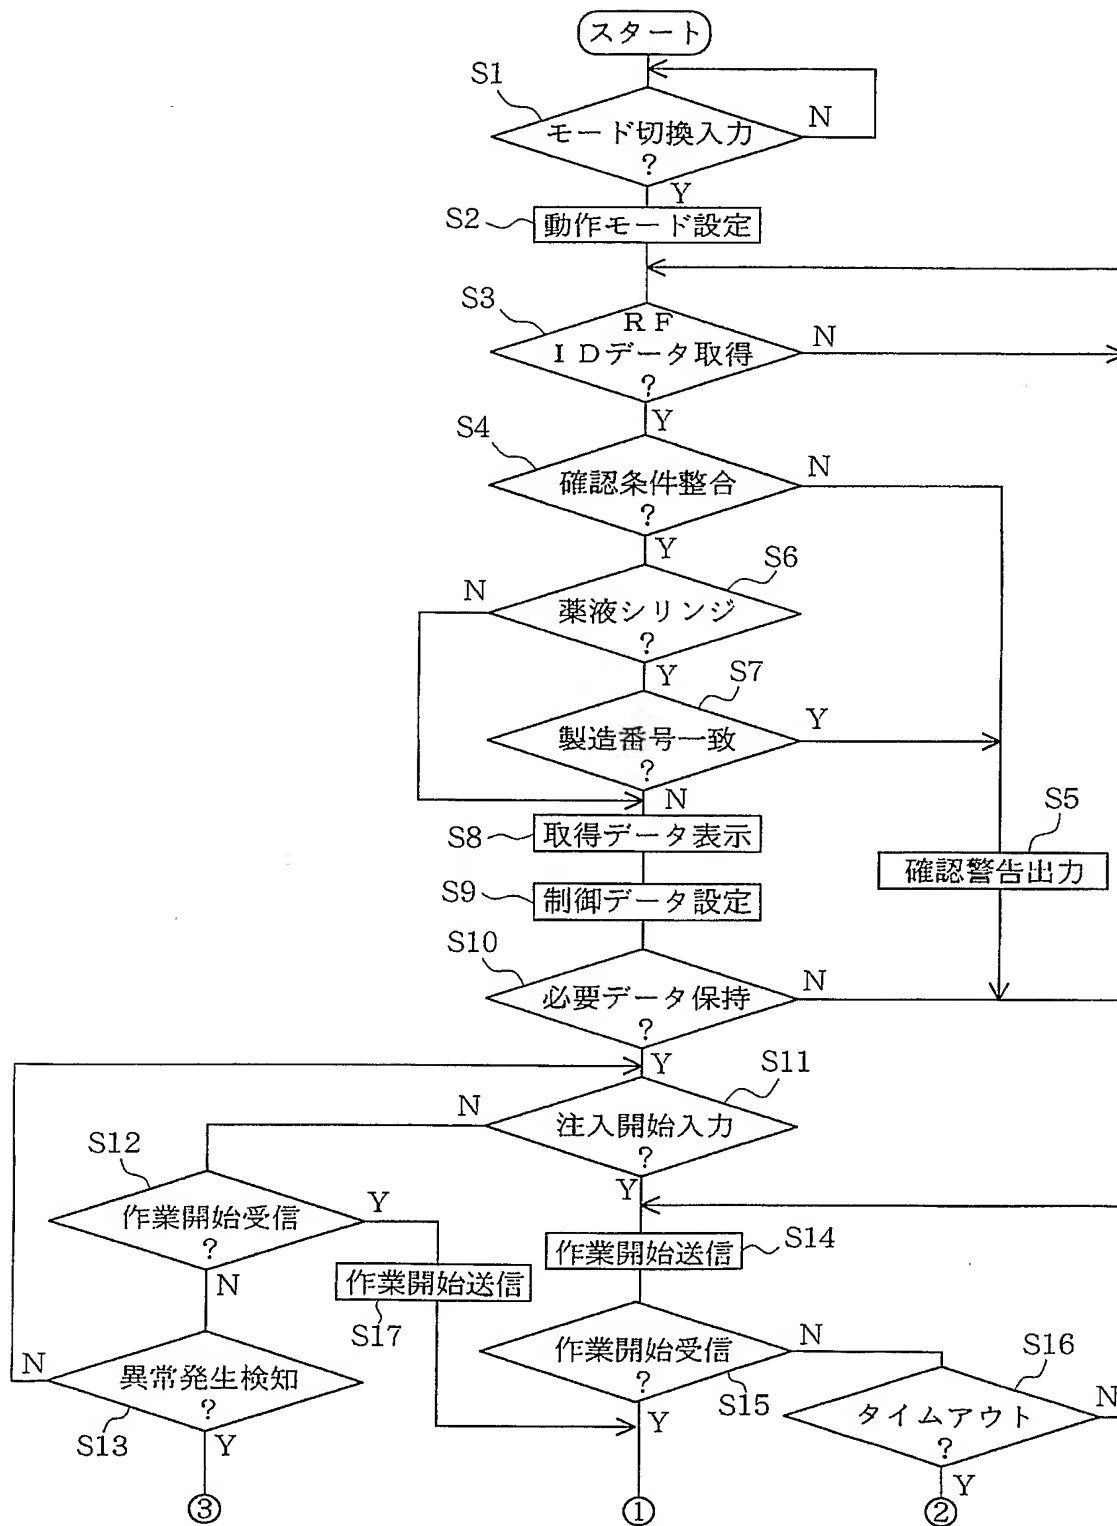 スタート
S1
モード切換入力
?
N
Y
S2
動作モード設定
S3
RF
IDデータ取得
?
N
Y
S4
確認条件整合
?
N
Y
S6
薬液シリンジ
?
N
Y
S7
製造番号一致
?
Y
N
S8
取得データ表示
S5
確認警告出力
S9
制御データ設定
S10
必要データ保持
?
N
Y
S11
注入開始入力
?
N
Y
S12
作業開始受信
?
Y
N
S14
作業開始送信
作業開始送信
S17
作業開始受信
?
N
S15
Y
S16
タイムアウト
?
N
Y
異常発生検知
?
N
S13
Y
③
①
②